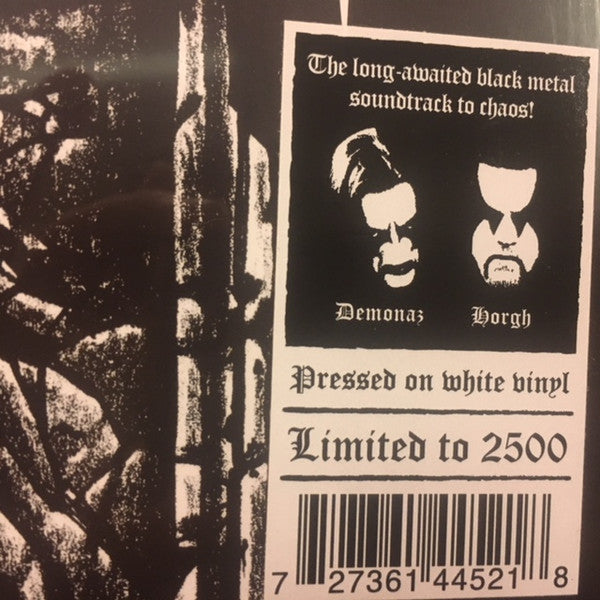 The long-awaited black metal
soundtrack to chaos!
Demonaz Horgh
Pressed on white vinyl
Limited to 2500
7 27361 44521 8